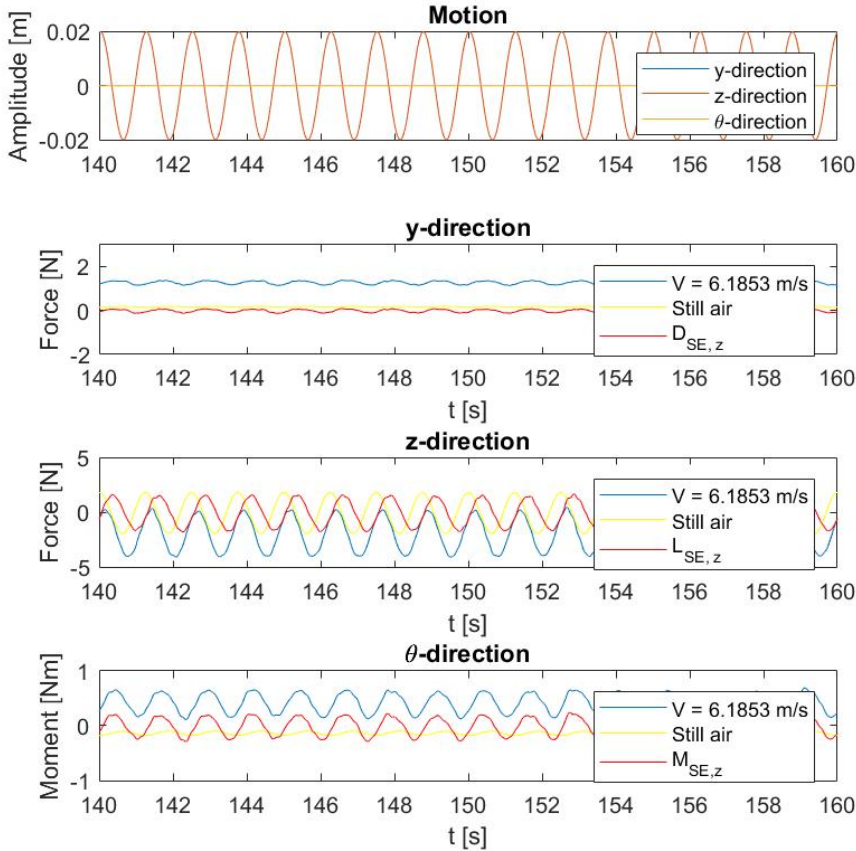 Motion
Amplitude [m]
0.02
0
-0.02
y-direction
z-direction
θ-direction
140 142 144 146 148 150 152 154 156 158 160
y-direction
Force [N]
2
0
-2
V = 6.1853 m/s
Still air
D_SE, z
140 142 144 146 148 150 152 154 156 158 160
t [s]
z-direction
Force [N]
5
0
-5
V = 6.1853 m/s
Still air
L_SE, z
140 142 144 146 148 150 152 154 156 158 160
t [s]
θ-direction
Moment [Nm]
1
0
-1
V = 6.1853 m/s
Still air
M_SE,z
140 142 144 146 148 150 152 154 156 158 160
t [s]